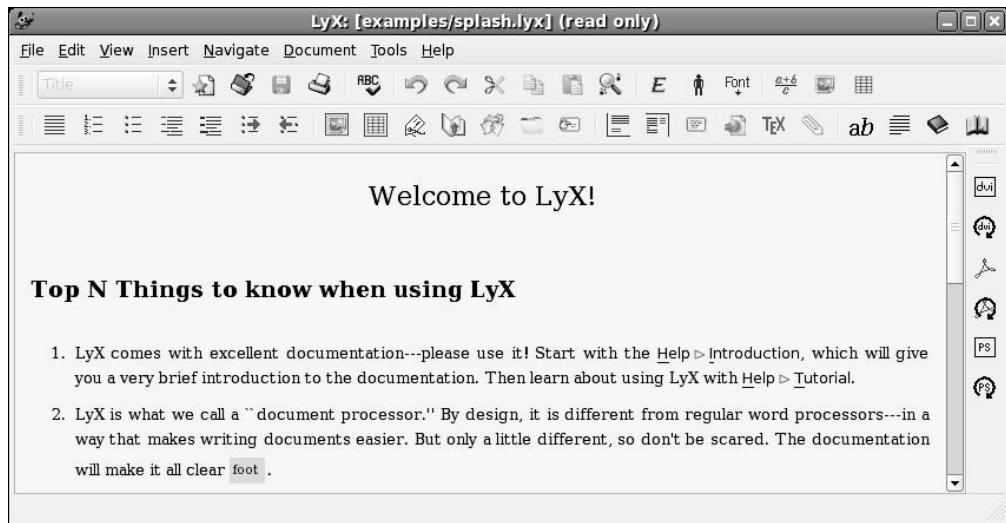 LyX: [examples/splash.lyx] (read only)
File Edit View Insert Navigate Document Tools Help
Title ABC E Font a+b c
TEX ab
dvi
Welcome to LyX!
dvi
Top N Things to know when using LyX
PS
1. LyX comes with excellent documentation---please use it! Start with the Help ▷ Introduction, which will give
you a very brief introduction to the documentation. Then learn about using LyX with Help ▷ Tutorial.
PS
2. LyX is what we call a ``document processor.'' By design, it is different from regular word processors---in a
way that makes writing documents easier. But only a little different, so don't be scared. The documentation
will make it all clear foot .